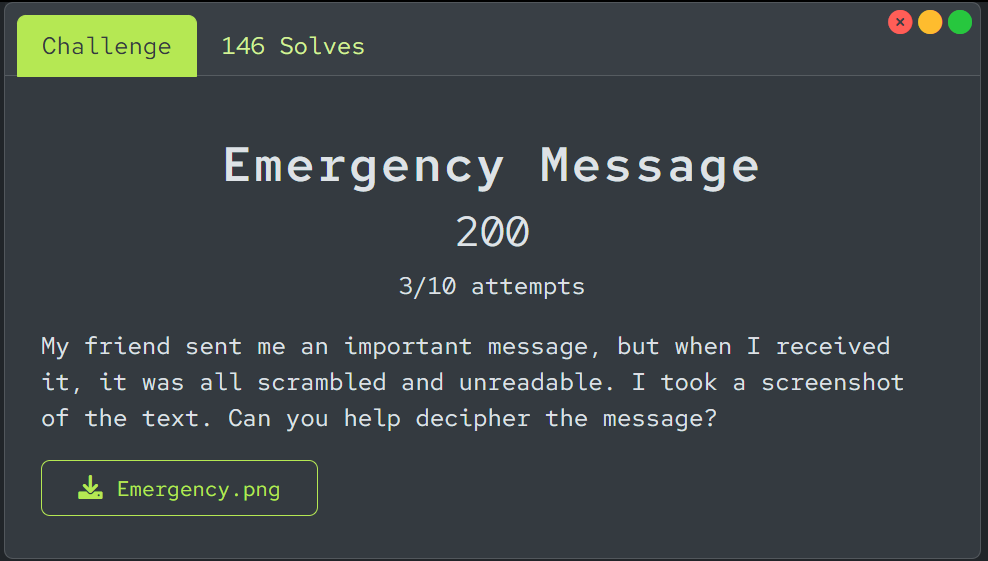 Challenge
146 Solves
Emergency Message
200
3/10 attempts
My friend sent me an important message, but when I received
it, it was all scrambled and unreadable. I took a screenshot
of the text. Can you help decipher the message?
Emergency.png